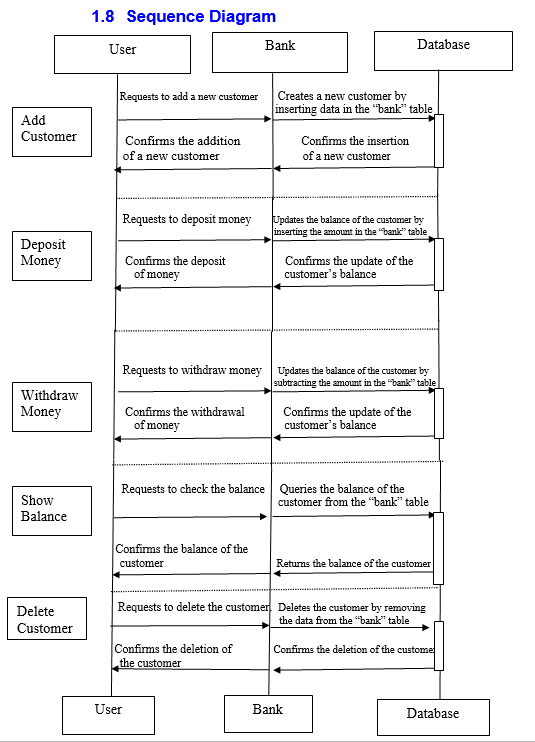 1.8 Sequence Diagram
User
Bank
Database
Add
Customer
Requests to add a new customer
Creates a new customer by
inserting data in the “bank” table
Confirms the addition
of a new customer
Confirms the insertion
of a new customer
Deposit
Money
Requests to deposit money
Updates the balance of the customer by
inserting the amount in the “bank” table
Confirms the deposit
of money
Confirms the update of the
customer’s balance
Withdraw
Money
Requests to withdraw money
Updates the balance of the customer by
subtracting the amount in the “bank” table
Confirms the withdrawal
of money
Confirms the update of the
customer’s balance
Show
Balance
Requests to check the balance
Queries the balance of the
customer from the “bank” table
Confirms the balance of the
customer
Returns the balance of the customer
Delete
Customer
Requests to delete the customer.
Deletes the customer by removing
the data from the “bank” table
Confirms the deletion of
the customer
Confirms the deletion of the custome
User
Bank
Database